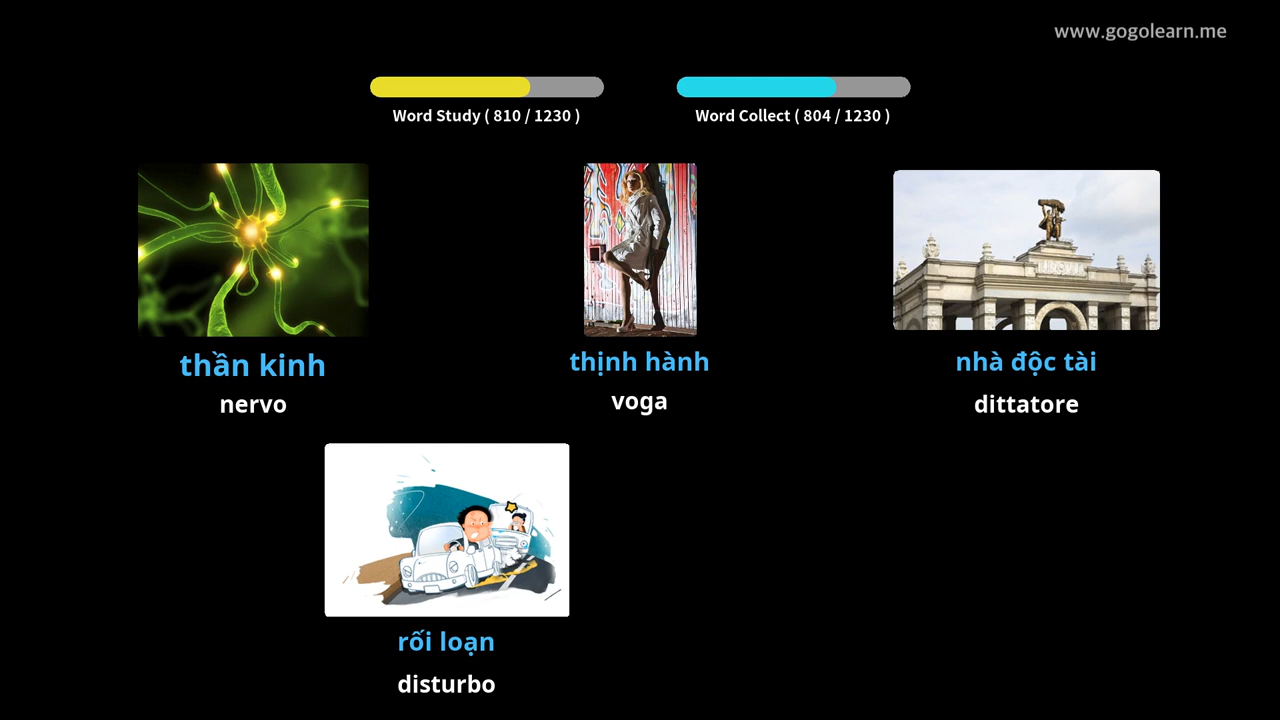 www.gogolearn.me
Word Study ( 810 / 1230 )
Word Collect ( 804 / 1230 )
thần kinh
nervo
thịnh hành
voga
nhà độc tài
dittatore
rối loạn
disturbo